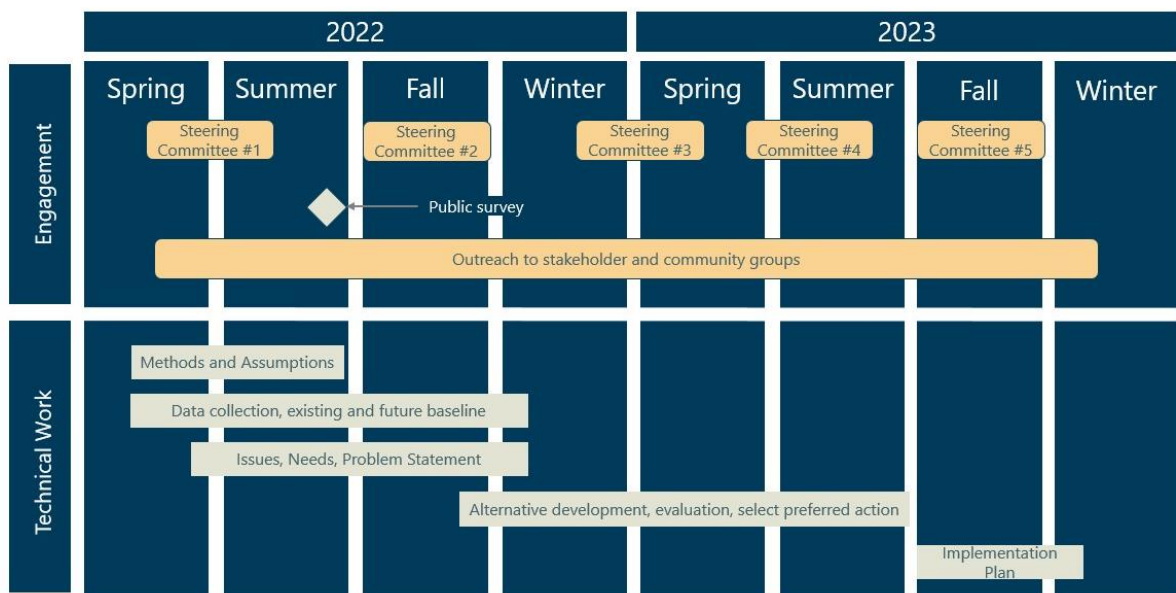 2022
2023
Spring
Summer
Fall
Winter
Spring
Summer
Fall
Winter
Engagement
Steering
Committee #1
Steering
Committee #2
Steering
Committee #3
Steering
Committee #4
Steering
Committee #5
Public survey
Outreach to stakeholder and community groups
Technical Work
Methods and Assumptions
Data collection, existing and future baseline
Issues, Needs, Problem Statement
Alternative development, evaluation, select preferred action
Implementation
Plan